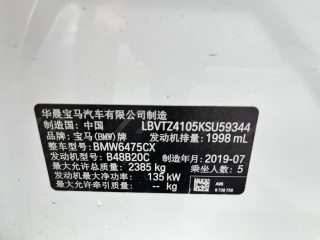 华晨宝马汽车有限公司制造
制造国：中国 LBVTZ4105KSU59344
品牌：宝马(BMW)牌 发动机排量：1998 mL
整车型号：BMW6475CX
发动机型号：B48B20C 制造年月：2019-07
最大允许总质量：2385 kg 乘坐人数：5
发动机最大净功率：135 kW
最大允许牵引质量：-- kg